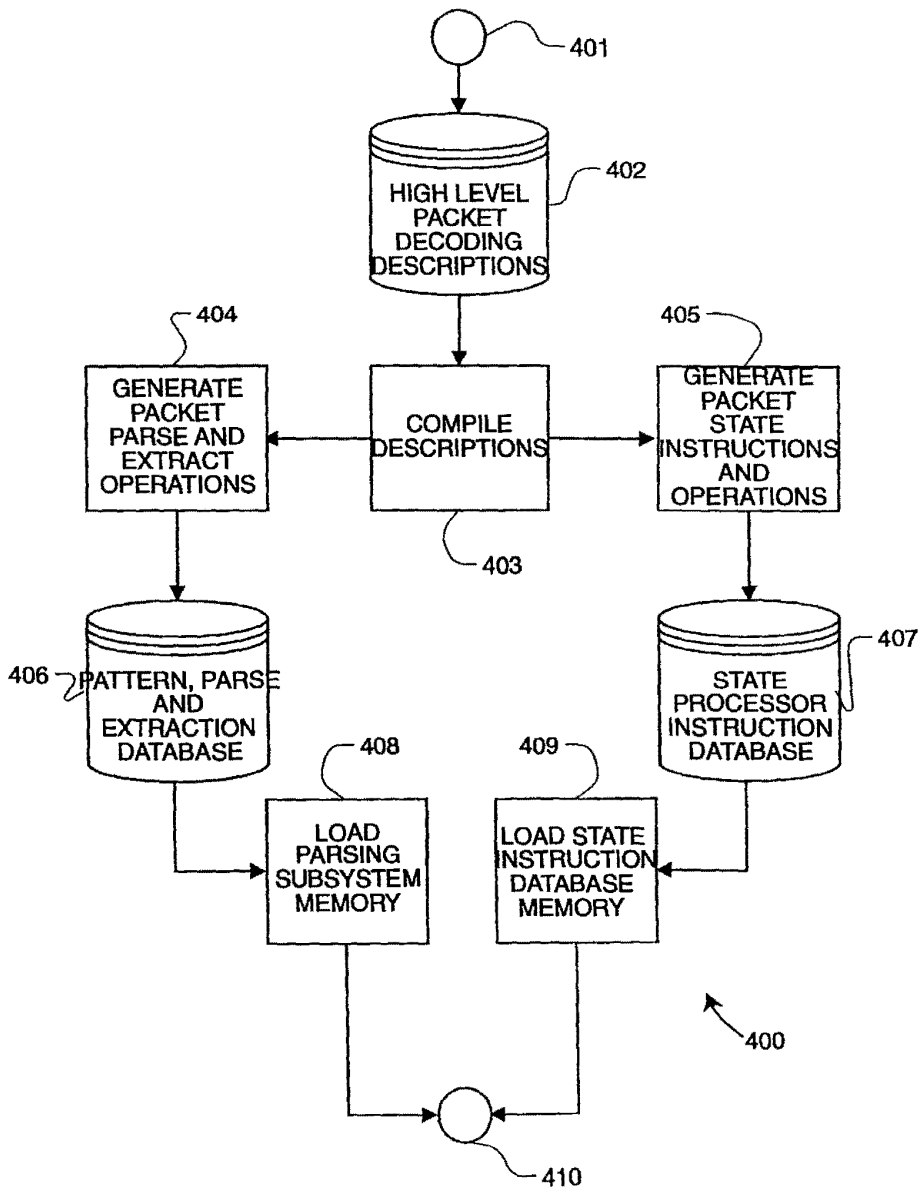 401
HIGH LEVEL
PACKET
DECODING
DESCRIPTIONS
402
404
GENERATE
PACKET
PARSE AND
EXTRACT
OPERATIONS
COMPILE
DESCRIPTIONS
403
405
GENERATE
PACKET
STATE
INSTRUCTIONS
AND
OPERATIONS
406
PATTERN, PARSE
AND
EXTRACTION
DATABASE
STATE
PROCESSOR
INSTRUCTION
DATABASE
407
408
LOAD
PARSING
SUBSYSTEM
MEMORY
409
LOAD STATE
INSTRUCTION
DATABASE
MEMORY
400
410